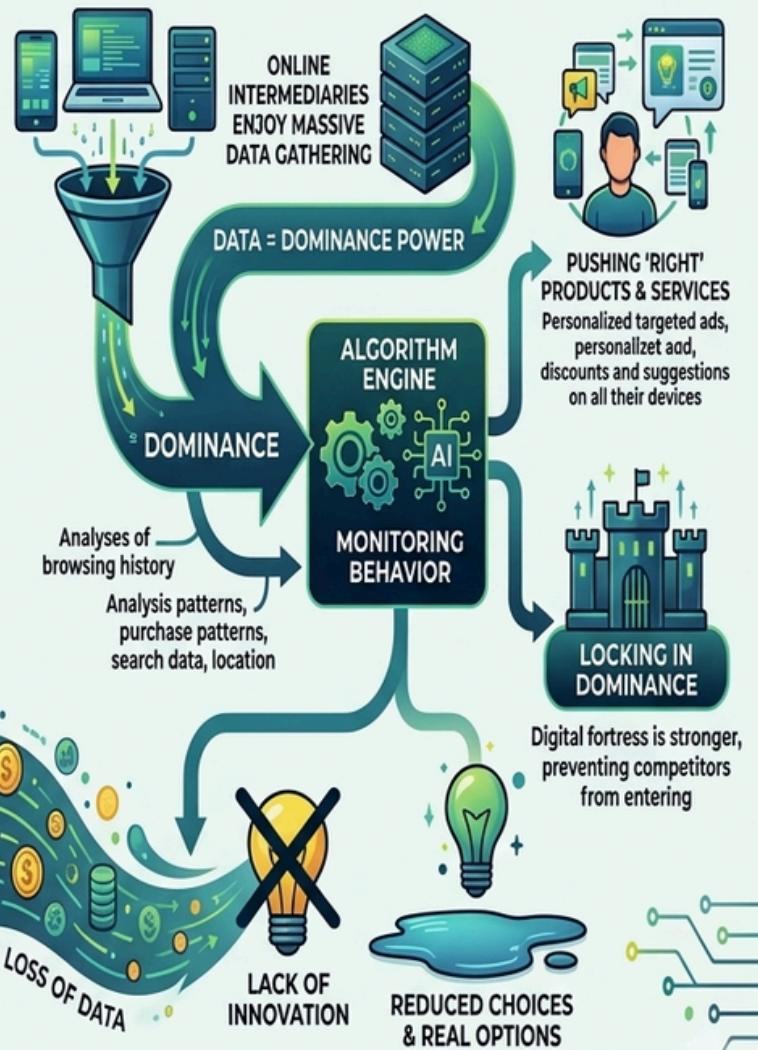 ONLINE
INTERMEDIARIES
ENJOY MASSIVE
DATA GATHERING
DATA = DOMINANCE POWER
PUSHING 'RIGHT'
PRODUCTS & SERVICES
Personalized targeted ads,
personalizet aad,
discounts and suggestions
on all their devices
ALGORITHM
ENGINE
AI
MONITORING
BEHAVIOR
DOMINANCE
Analyses of
browsing history
Analysis patterns,
purchase patterns,
search data, location
LOCKING IN
DOMINANCE
Digital fortress is stronger,
preventing competitors
from entering
LOSS OF DATA
LACK OF
INNOVATION
REDUCED CHOICES
& REAL OPTIONS